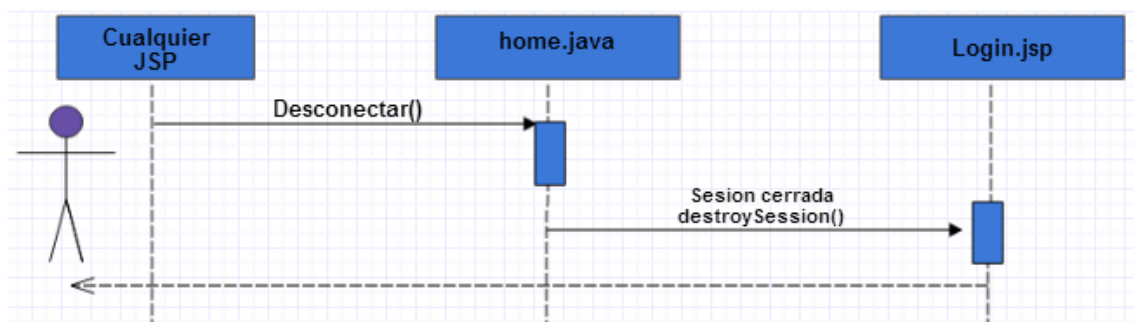 Cualquier
JSP
home.java
Login.jsp
Desconectar()
Sesion cerrada
destroySession()